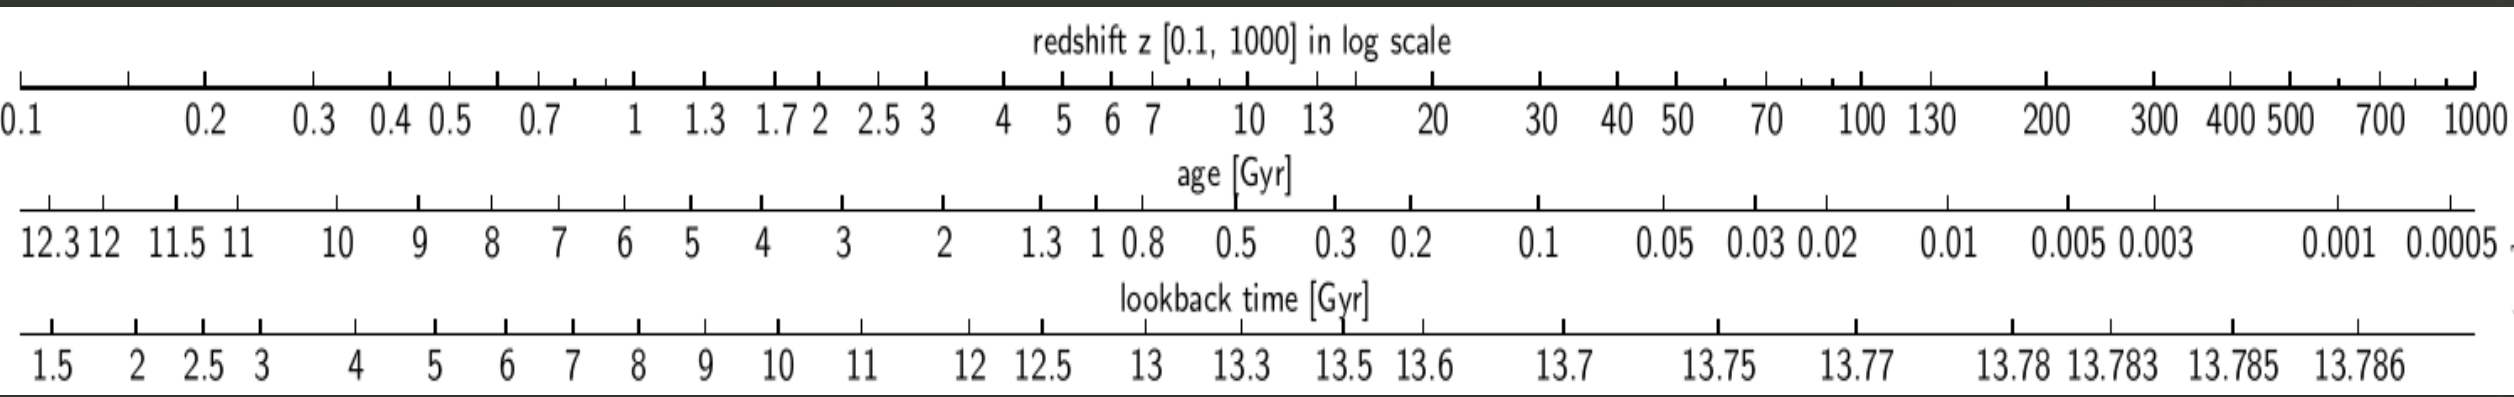 redshift z [0.1, 1000] in log scale
0.1 0.2 0.3 0.4 0.5 0.7 1 1.3 1.7 2 2.5 3 4 5 6 7 10 13 20 30 40 50 70 100 130 200 300 400 500 700 1000
age [Gyr]
12.3 12 11.5 11 10 9 8 7 6 5 4 3 2 1.3 1 0.8 0.5 0.3 0.2 0.1 0.05 0.03 0.02 0.01 0.005 0.003 0.001 0.0005
lookback time [Gyr]
1.5 2 2.5 3 4 5 6 7 8 9 10 11 12 12.5 13 13.3 13.5 13.6 13.7 13.75 13.77 13.78 13.783 13.785 13.786